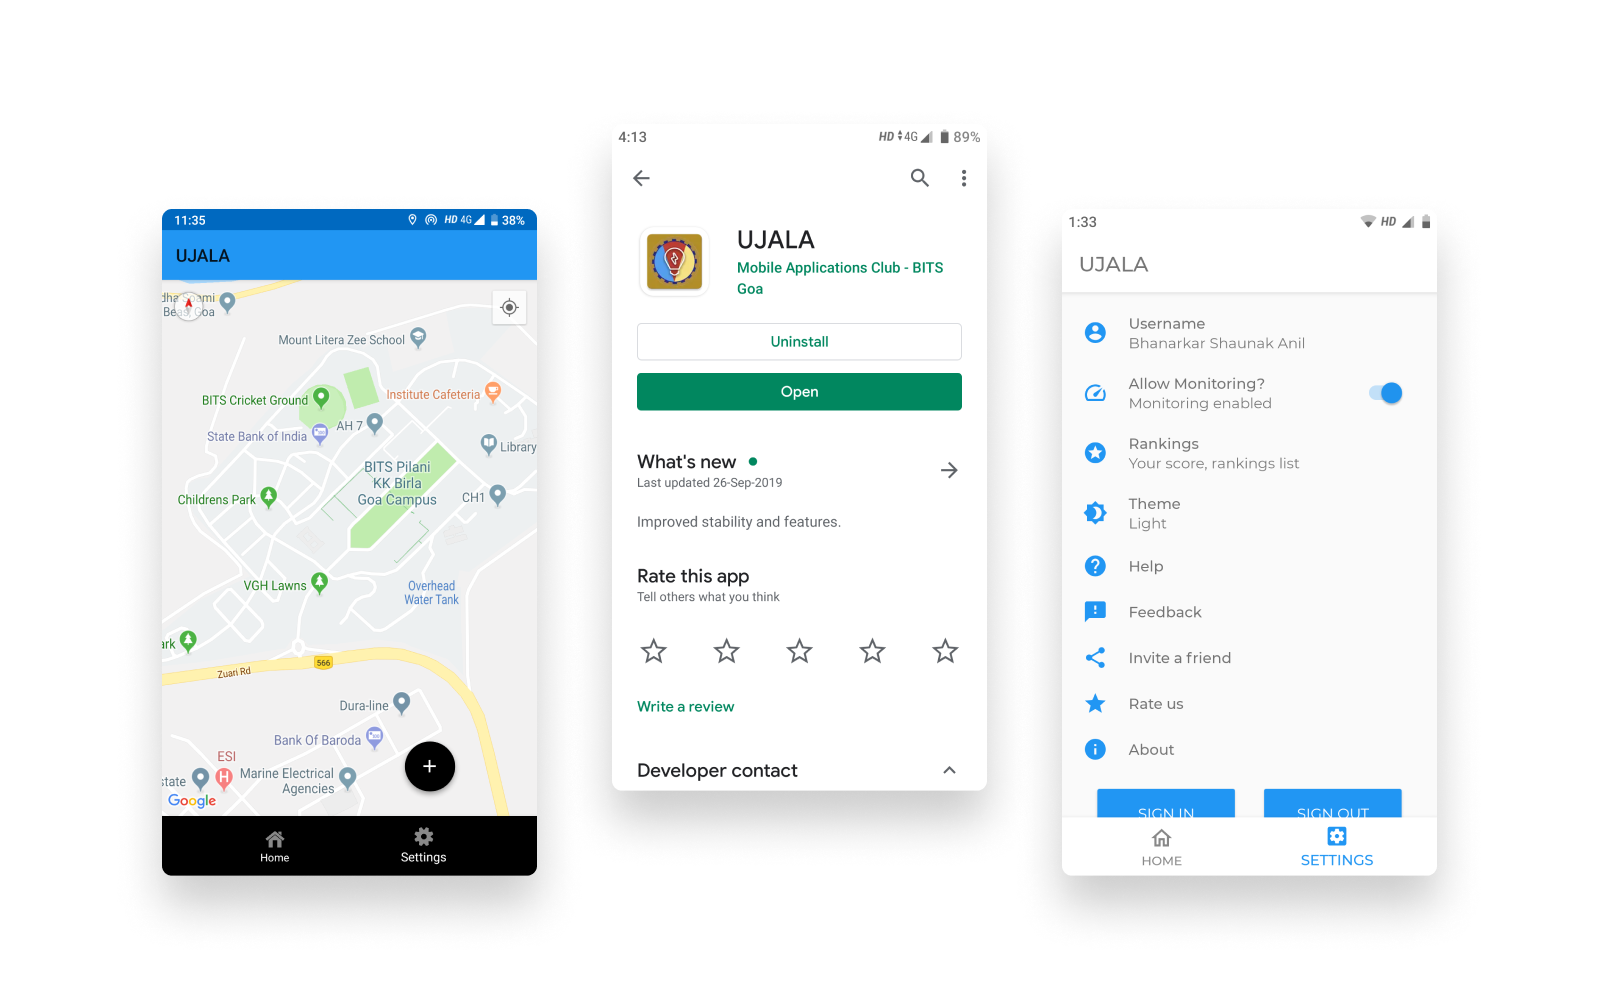 11:35
HD 4G 38%
UJALA
dha Soami
Beas, Goa
Mount Litera Zee School
BITS Cricket Ground
Institute Cafeteria
AH 7
State Bank of India
Library
BITS Pilani
KK Birla
Goa Campus
Childrens Park
CH1
VGH Lawns
Overhead
Water Tank
ark
566
Zuari Rd
Dura-line
Bank Of Baroda
ESI
H
Marine Electrical
Agencies
state
Google
+
Home
Settings
4:13
HD 4G 89%
UJALA
Mobile Applications Club - BITS
Goa
Uninstall
Open
What's new
Last updated 26-Sep-2019
Improved stability and features.
Rate this app
Tell others what you think
Write a review
Developer contact
1:33
HD
UJALA
Username
Bhanarkar Shaunak Anil
Allow Monitoring?
Monitoring enabled
Rankings
Your score, rankings list
Theme
Light
Help
Feedback
Invite a friend
Rate us
About
SIGN IN
SIGN OUT
HOME
SETTINGS